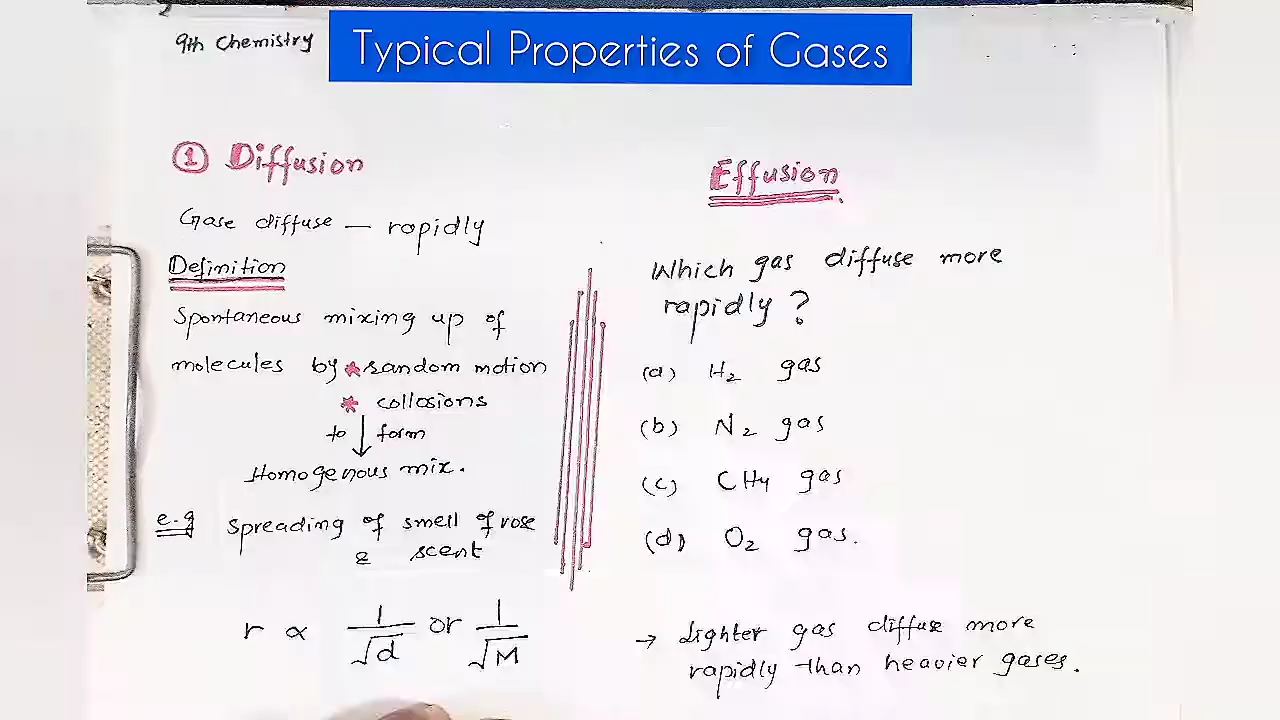 9th Chemistry
Typical Properties of Gases
① Diffusion
Gase diffuse — rapidly
Definition
Spontaneous mixing up of
molecules by * random motion
* collosions
to ↓ form
Homogenous mix.
e.g spreading of smell of rose
& scent
r ∝ 1/√d or 1/√M
Effusion
Which gas diffuse more
rapidly ?
(a) H₂ gas
(b) N₂ gas
(c) CH₄ gas
(d) O₂ gas.
→ Lighter gas diffuse more
rapidly than heavier gases.